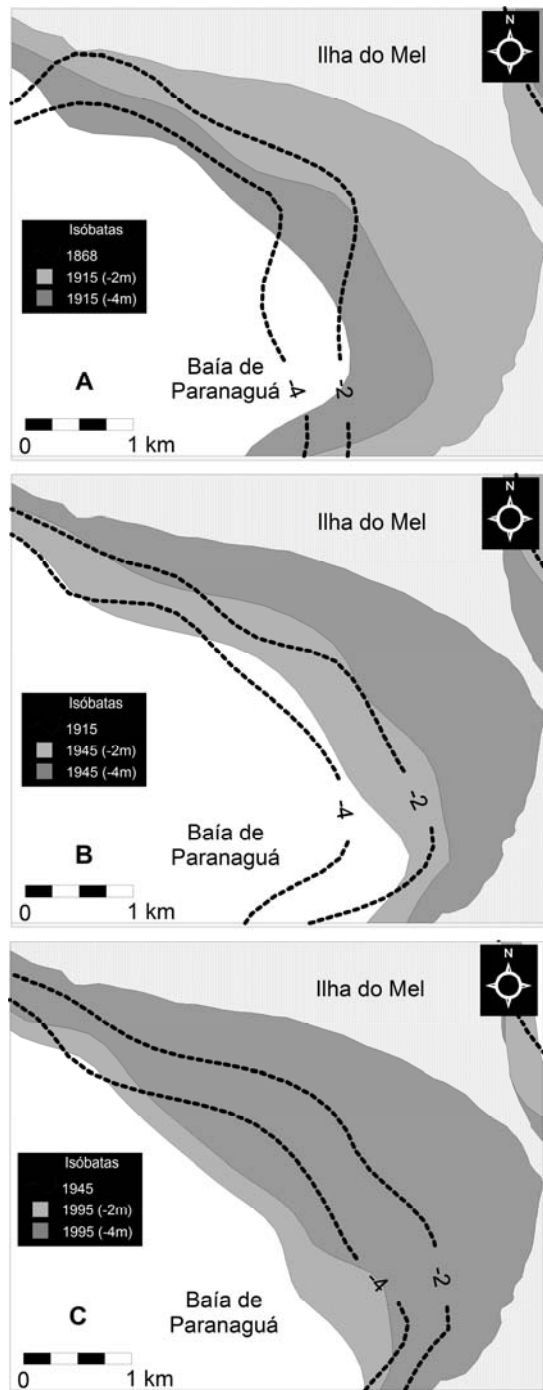 Ilha do Mel
N
Isóbatas
1868
1915 (-2m)
1915 (-4m)
Baía de
Paranaguá
A
-4
-2
0
1 km
Ilha do Mel
N
Isóbatas
1915
1945 (-2m)
1945 (-4m)
-4
-2
Baía de
Paranaguá
B
0
1 km
Ilha do Mel
N
Isóbatas
1945
1995 (-2m)
1995 (-4m)
-4
-2
Baía de
Paranaguá
C
0
1 km